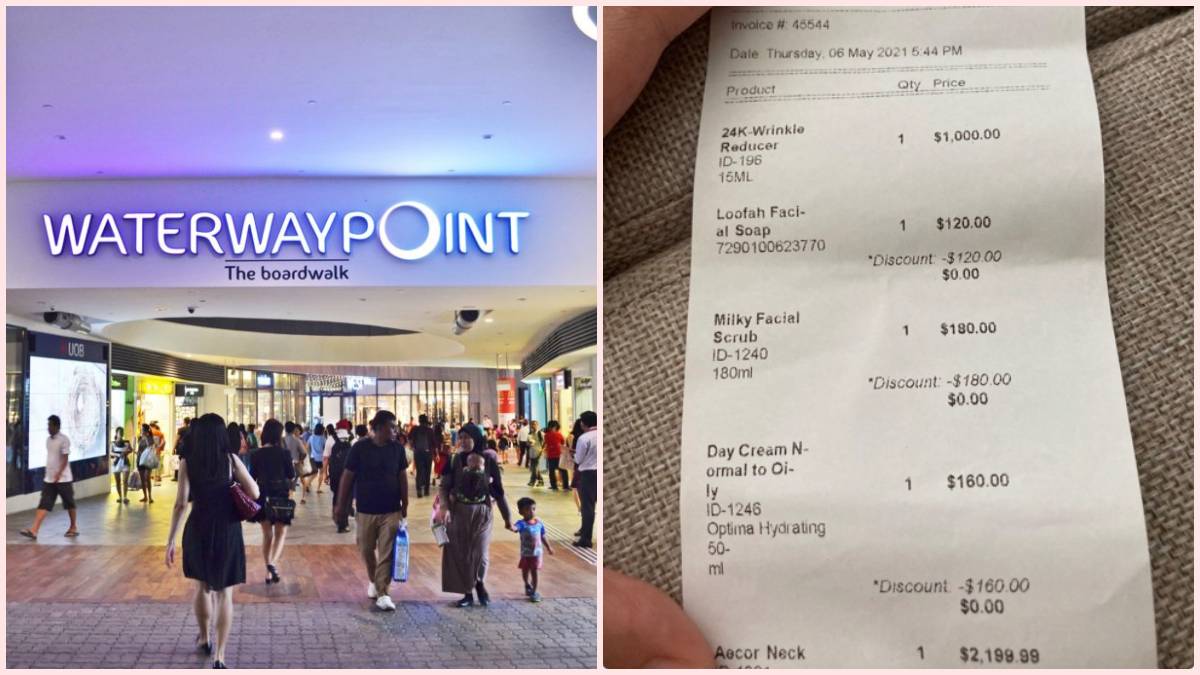 WATERWAYPOINT
The boardwalk
UOB
Invoice #: 45544
Date: Thursday, 06 May 2021 5:44 PM
Product Qty Price
24K-Wrinkle 1 $1,000.00
Reducer
ID-196
15ML
Loofah Faci- 1 $120.00
al Soap
7290100623770
*Discount: -$120.00
$0.00
Milky Facial 1 $180.00
Scrub
ID-1240
180ml
*Discount: -$180.00
$0.00
Day Cream N-
ormal to Oi- 1 $160.00
ly
ID-1246
Optima Hydrating
50-
ml
*Discount: -$160.00
$0.00
Aecor Neck 1 $2,199.99